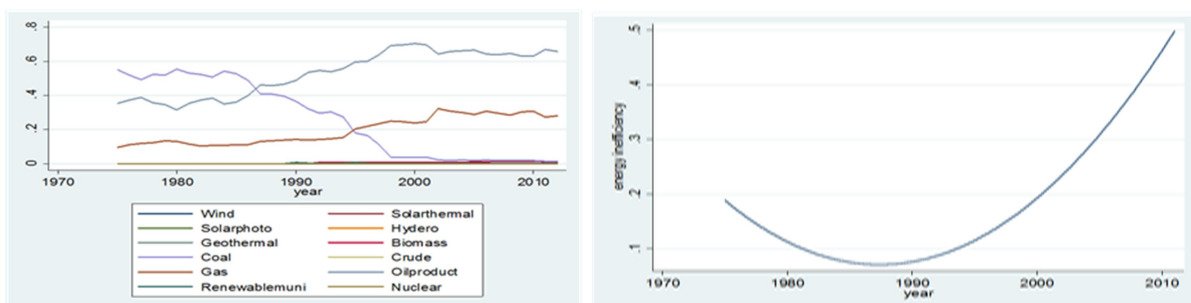 .8
.6
.4
.2
0
1970 1980 1990 2000 2010
year
Wind Solarthermal
Solarphoto Hydero
Geothermal Biomass
Coal Crude
Gas Oilproduct
Renewablemuni Nuclear
.5
.4
.3
.2
.1
energy inefficiency
1970 1980 1990 2000 2010
year